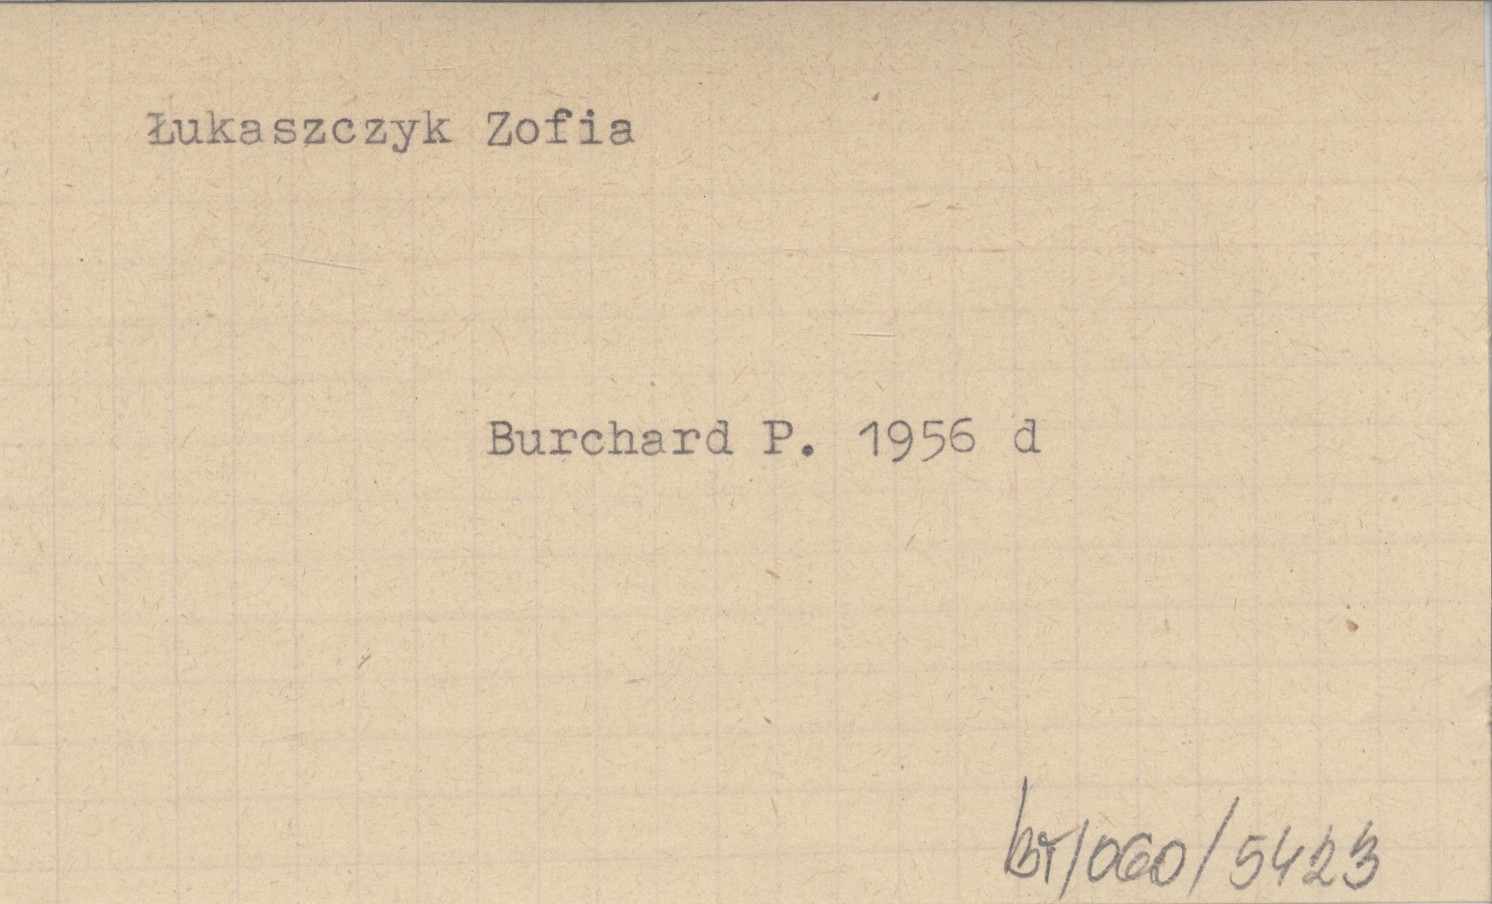 Łukaszczyk Zofia
Burchard P. 1956 d
bt/060/5423